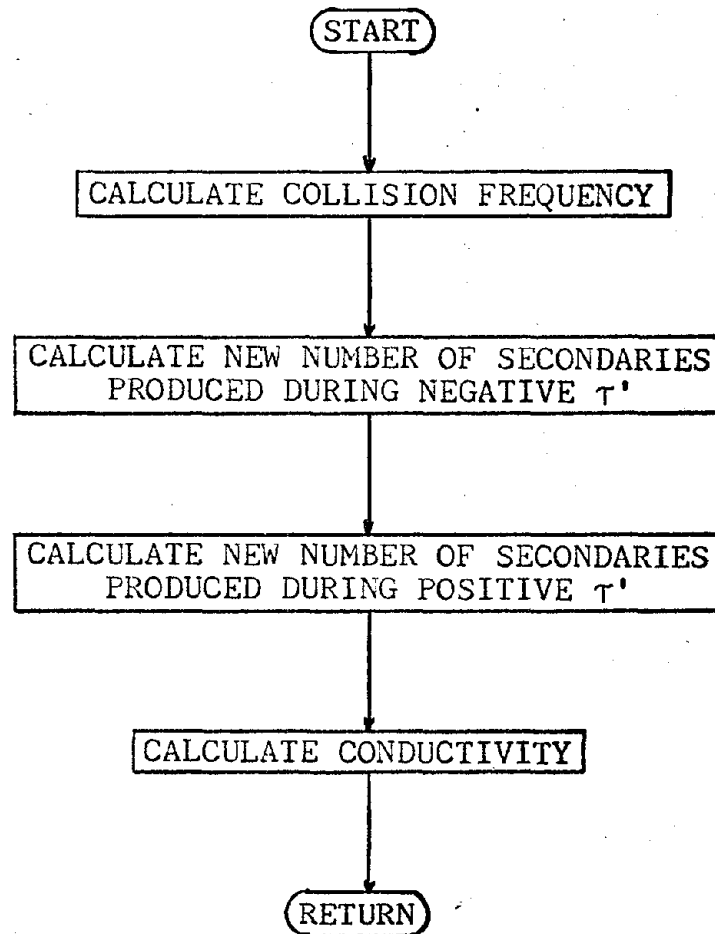 START
CALCULATE COLLISION FREQUENCY
CALCULATE NEW NUMBER OF SECONDARIES
PRODUCED DURING NEGATIVE τ'
CALCULATE NEW NUMBER OF SECONDARIES
PRODUCED DURING POSITIVE τ'
CALCULATE CONDUCTIVITY
RETURN